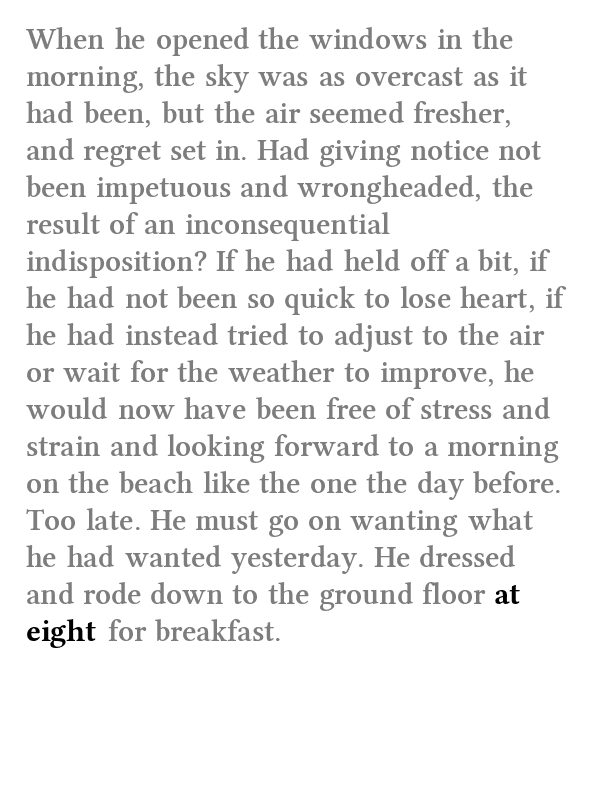 When he opened the windows in the
morning, the sky was as overcast as it
had been, but the air seemed fresher,
and regret set in. Had giving notice not
been impetuous and wrongheaded, the
result of an inconsequential
indisposition? If he had held off a bit, if
he had not been so quick to lose heart, if
he had instead tried to adjust to the air
or wait for the weather to improve, he
would now have been free of stress and
strain and looking forward to a morning
on the beach like the one the day before.
Too late. He must go on wanting what
he had wanted yesterday. He dressed
and rode down to the ground floor at
eight for breakfast.